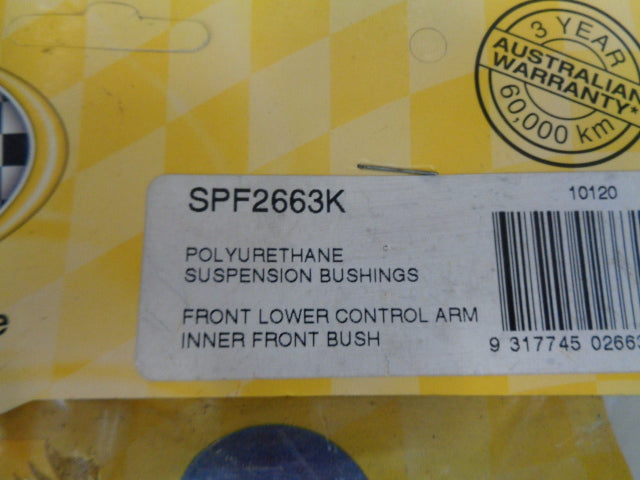 3 YEAR
AUSTRALIAN
WARRANTY*
60,000 km
SPF2663K
10120
POLYURETHANE
SUSPENSION BUSHINGS
FRONT LOWER CONTROL ARM
INNER FRONT BUSH
9 317745 02663
e